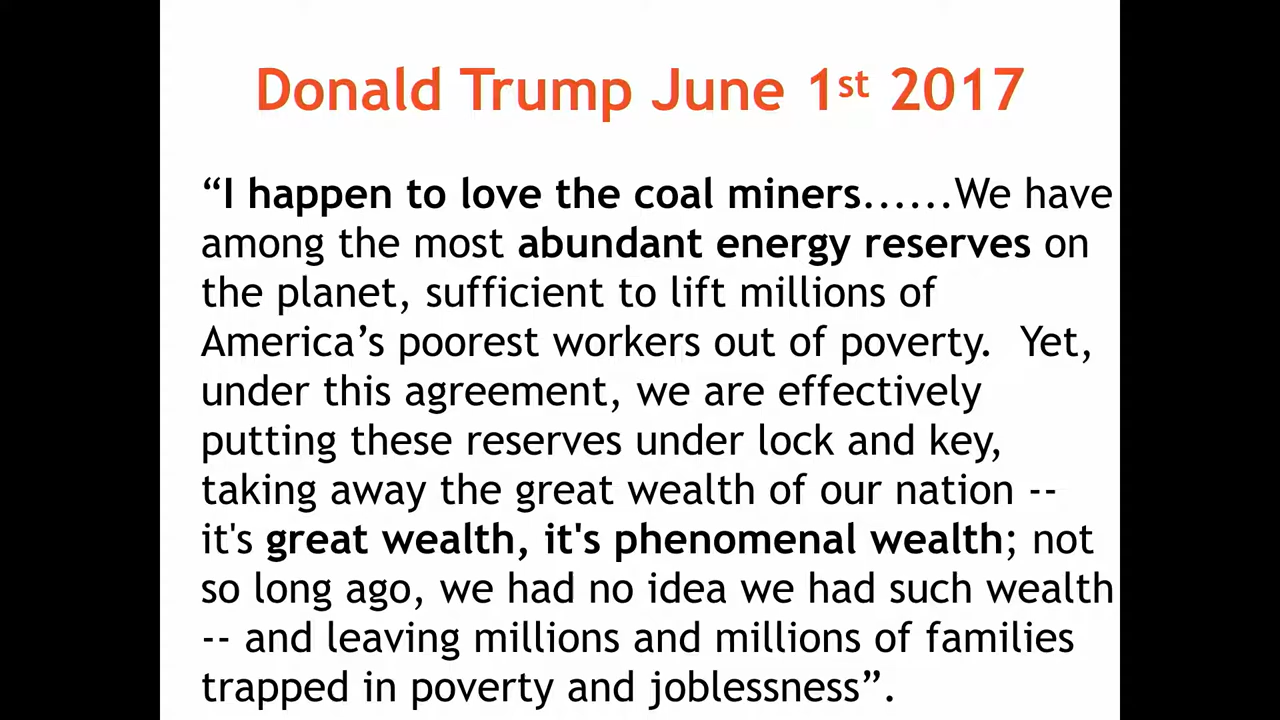 Donald Trump June 1st 2017
“I happen to love the coal miners......We have
among the most abundant energy reserves on
the planet, sufficient to lift millions of
America’s poorest workers out of poverty.  Yet,
under this agreement, we are effectively
putting these reserves under lock and key,
taking away the great wealth of our nation --
it's great wealth, it's phenomenal wealth; not
so long ago, we had no idea we had such wealth
-- and leaving millions and millions of families
trapped in poverty and joblessness”.